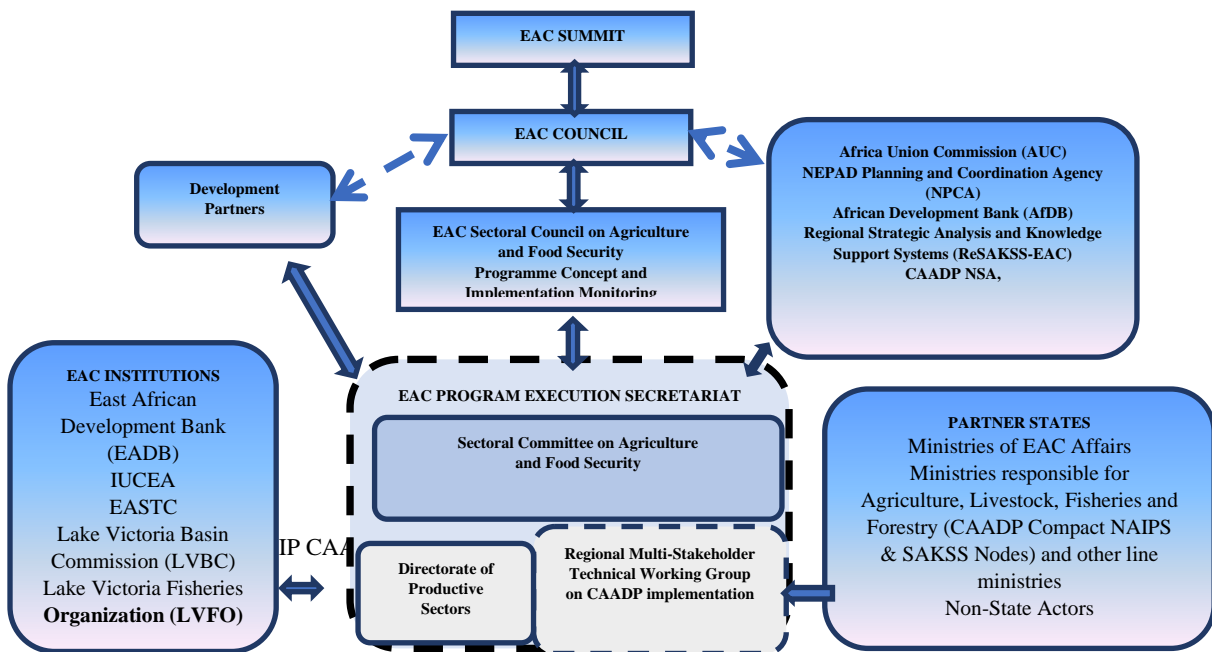 EAC SUMMIT
EAC COUNCIL
Development
Partners
Africa Union Commission (AUC)
NEPAD Planning and Coordination Agency
(NPCA)
African Development Bank (AfDB)
Regional Strategic Analysis and Knowledge
Support Systems (ReSAKSS-EAC)
CAADP NSA,
EAC Sectoral Council on Agriculture
and Food Security
Programme Concept and
Implementation Monitoring
EAC INSTITUTIONS
East African
Development Bank
(EADB)
IUCEA
EASTC
Lake Victoria Basin
Commission (LVBC)
Lake Victoria Fisheries
Organization (LVFO)
IP CAA
EAC PROGRAM EXECUTION SECRETARIAT
Sectoral Committee on Agriculture
and Food Security
Directorate of
Productive
Sectors
Regional Multi-Stakeholder
Technical Working Group
on CAADP implementation
PARTNER STATES
Ministries of EAC Affairs
Ministries responsible for
Agriculture, Livestock, Fisheries and
Forestry (CAADP Compact NAIPS
& SAKSS Nodes) and other line
ministries
Non-State Actors